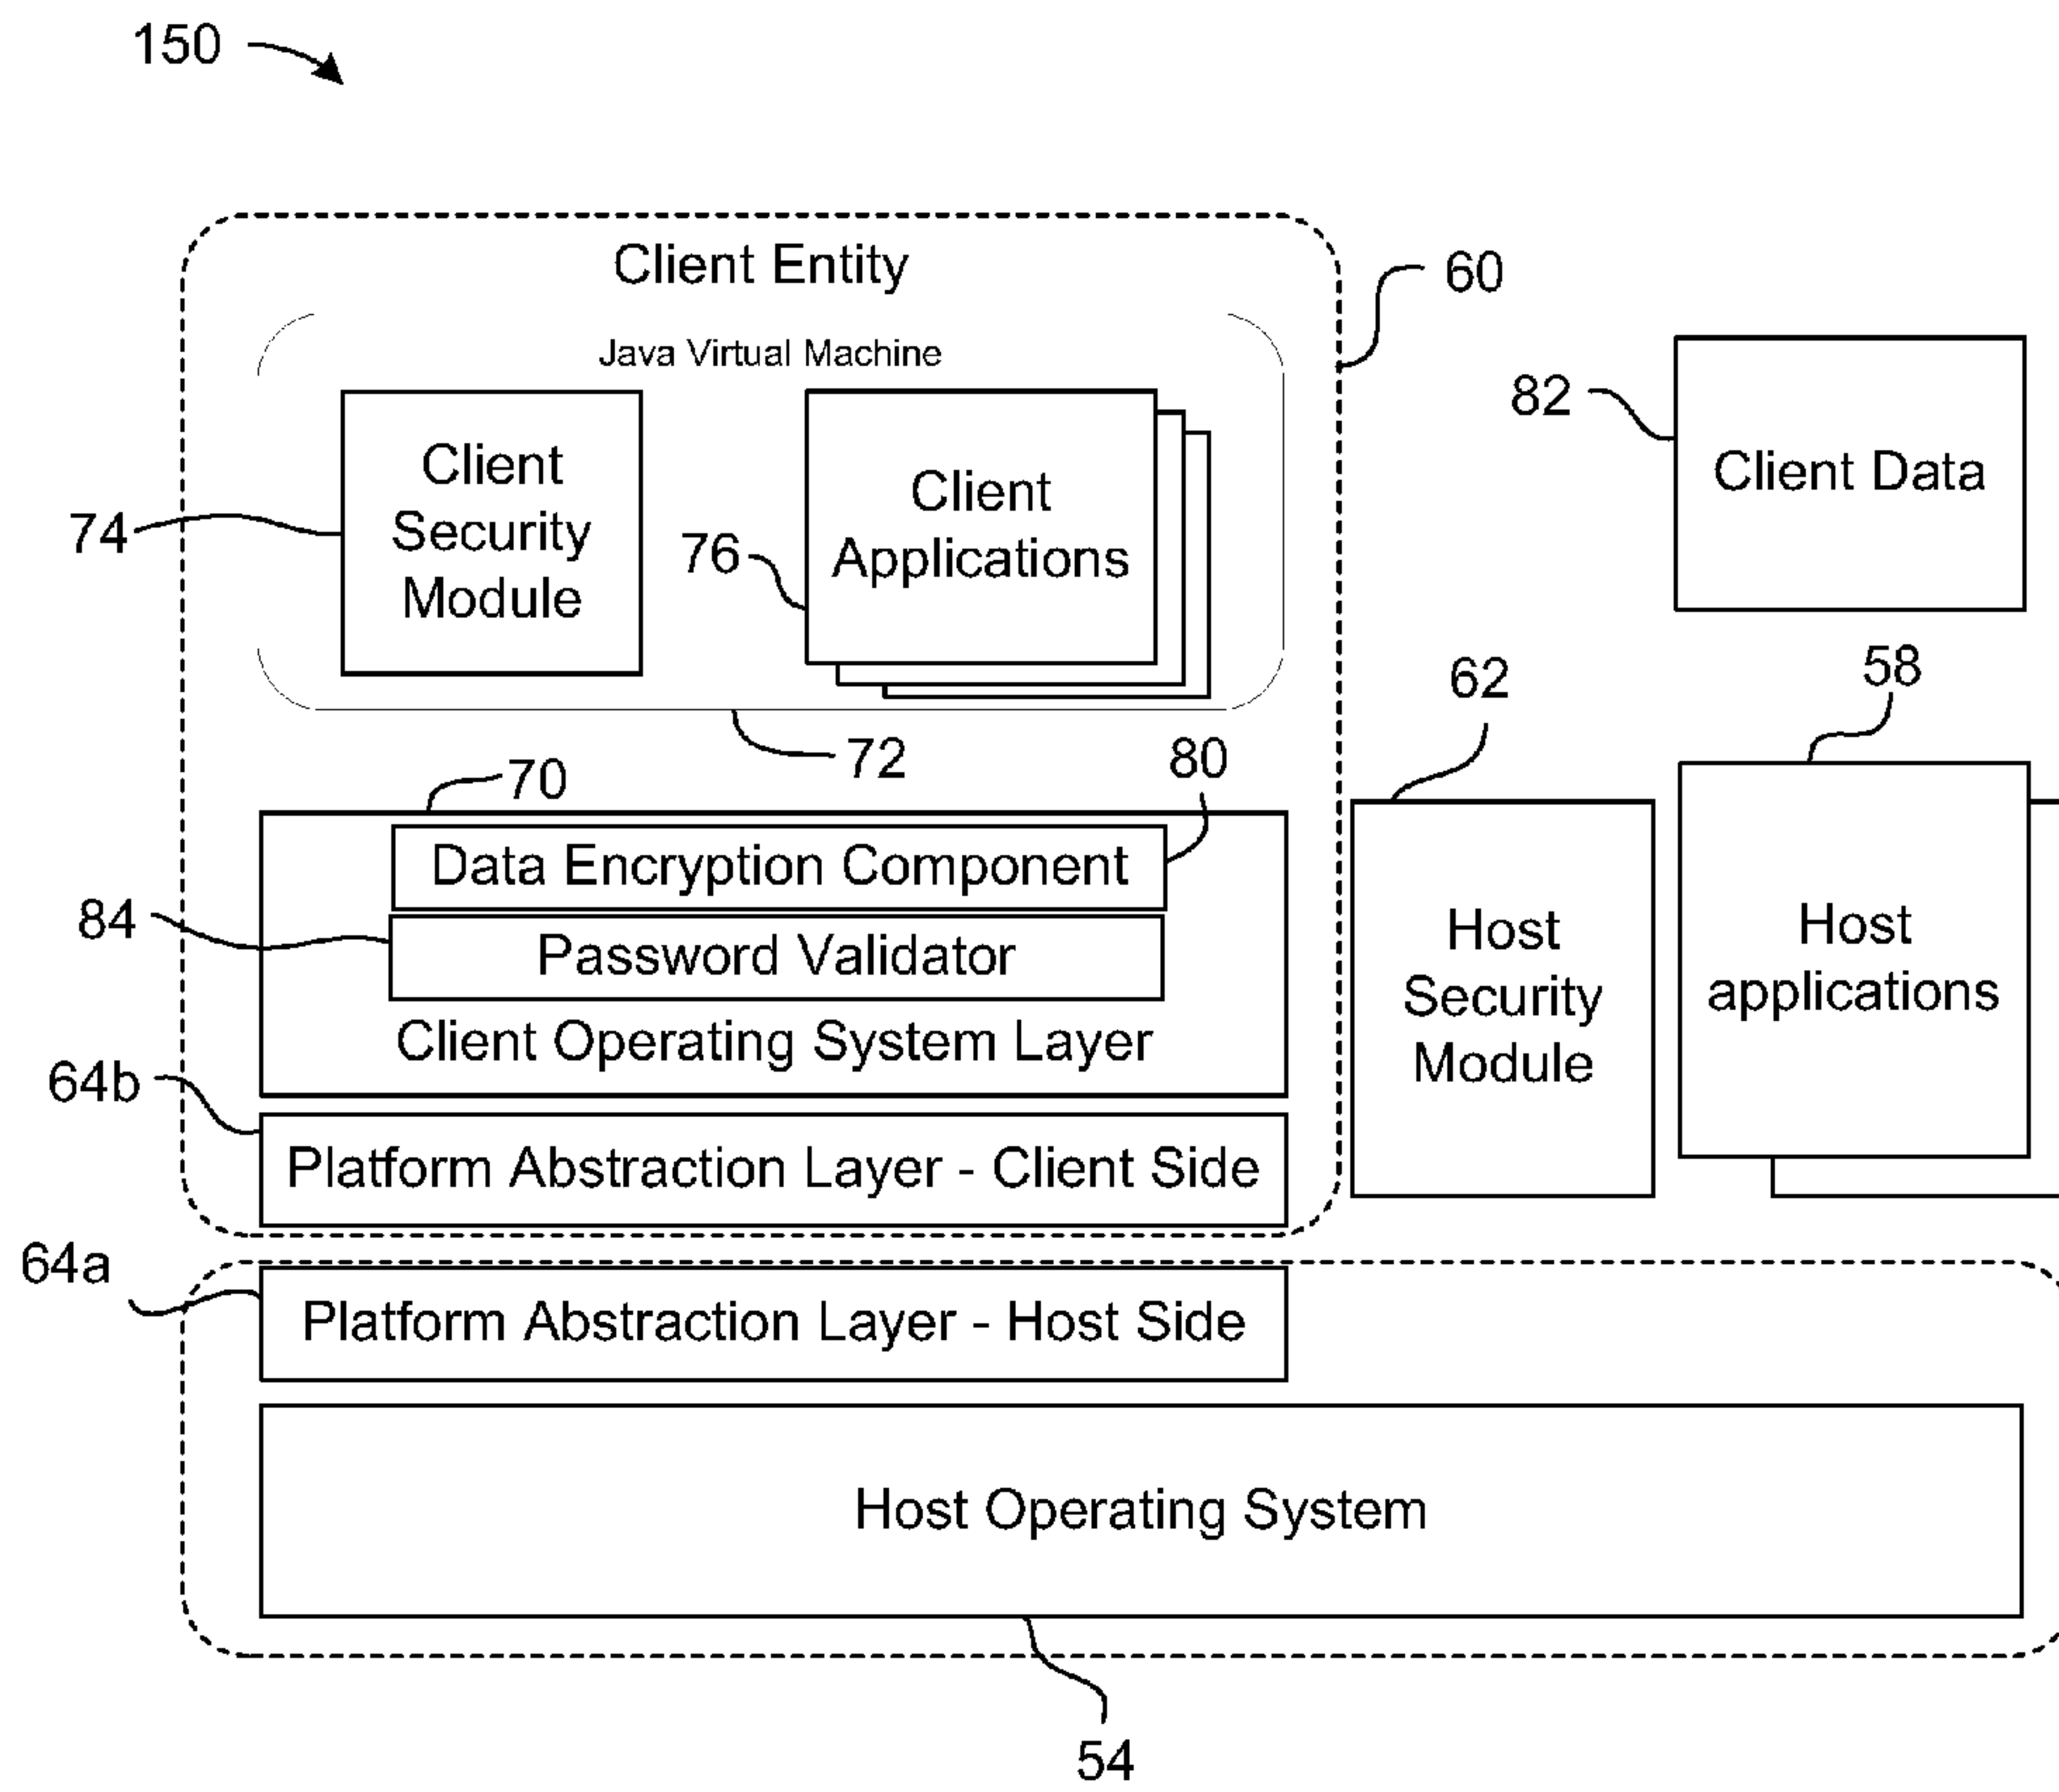 150
Client Entity
60
Java Virtual Machine
82
Client Data
Client
Security
Module
74
76
Client
Applications
62
58
72
70
80
Data Encryption Component
84
Password Validator
Client Operating System Layer
Host
Security
Module
Host
applications
64b
Platform Abstraction Layer - Client Side
64a
Platform Abstraction Layer - Host Side
Host Operating System
54